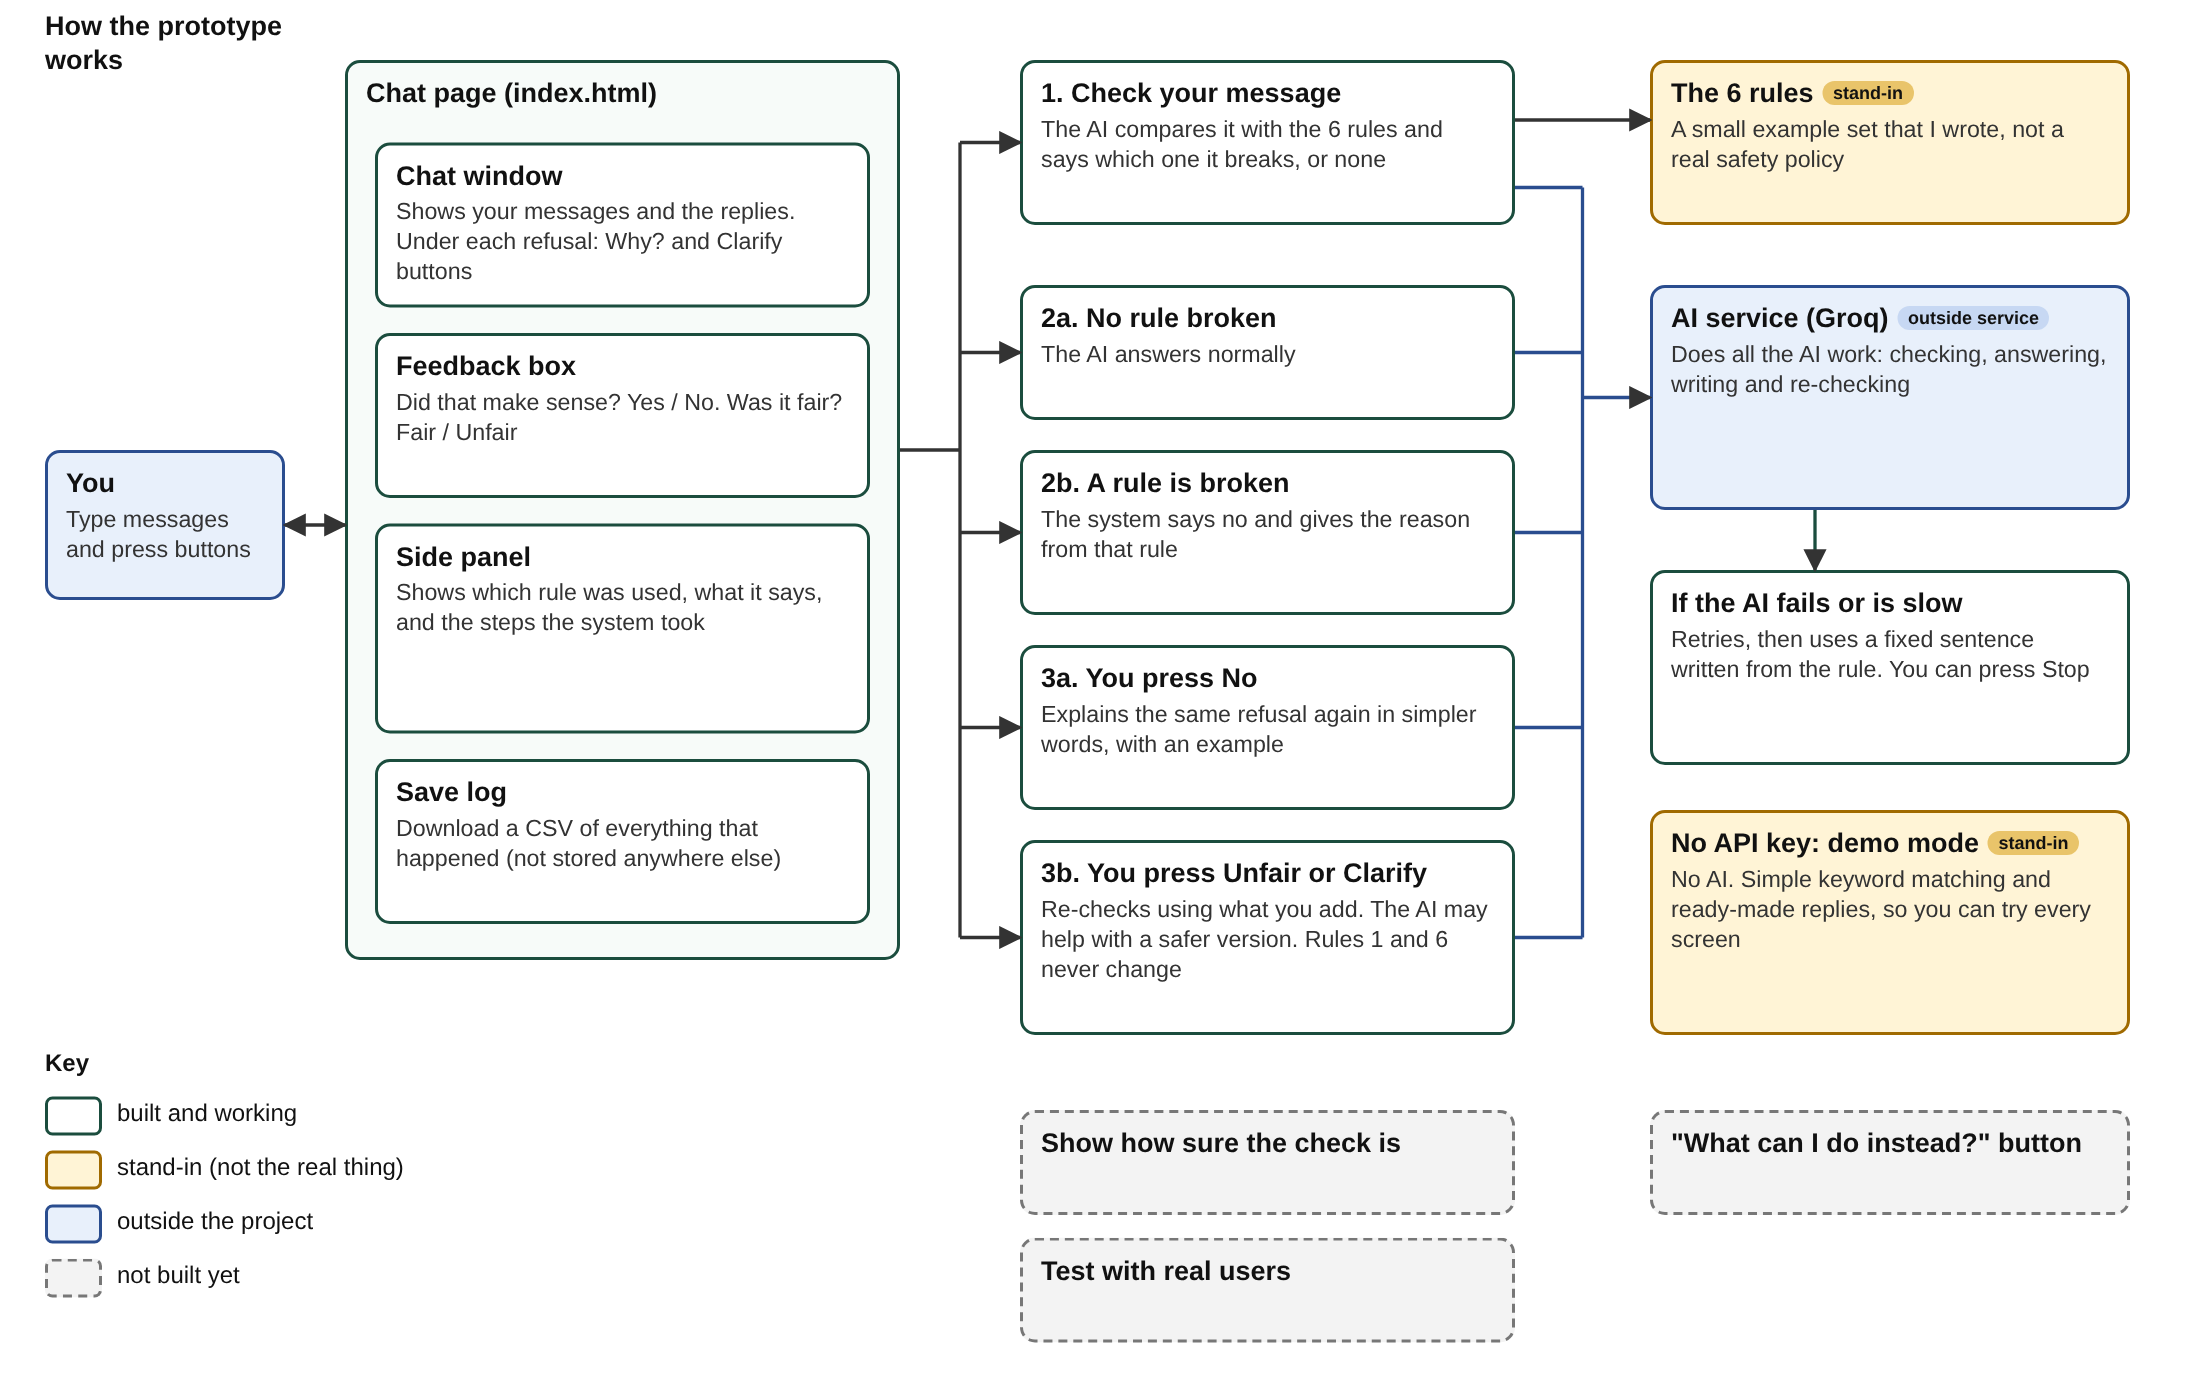 How the prototype
works
Chat page (index.html)
Chat window
Shows your messages and the replies.
Under each refusal: Why? and Clarify
buttons
Feedback box
Did that make sense? Yes / No. Was it fair?
Fair / Unfair
You
Type messages
and press buttons
Side panel
Shows which rule was used, what it says,
and the steps the system took
Save log
Download a CSV of everything that
happened (not stored anywhere else)
1. Check your message
The AI compares it with the 6 rules and
says which one it breaks, or none
2a. No rule broken
The AI answers normally
2b. A rule is broken
The system says no and gives the reason
from that rule
3a. You press No
Explains the same refusal again in simpler
words, with an example
3b. You press Unfair or Clarify
Re-checks using what you add. The AI may
help with a safer version. Rules 1 and 6
never change
The 6 rules stand-in
A small example set that I wrote, not a
real safety policy
AI service (Groq) outside service
Does all the AI work: checking, answering,
writing and re-checking
If the AI fails or is slow
Retries, then uses a fixed sentence
written from the rule. You can press Stop
No API key: demo mode stand-in
No AI. Simple keyword matching and
ready-made replies, so you can try every
screen
Key
built and working
stand-in (not the real thing)
outside the project
not built yet
Show how sure the check is
"What can I do instead?" button
Test with real users